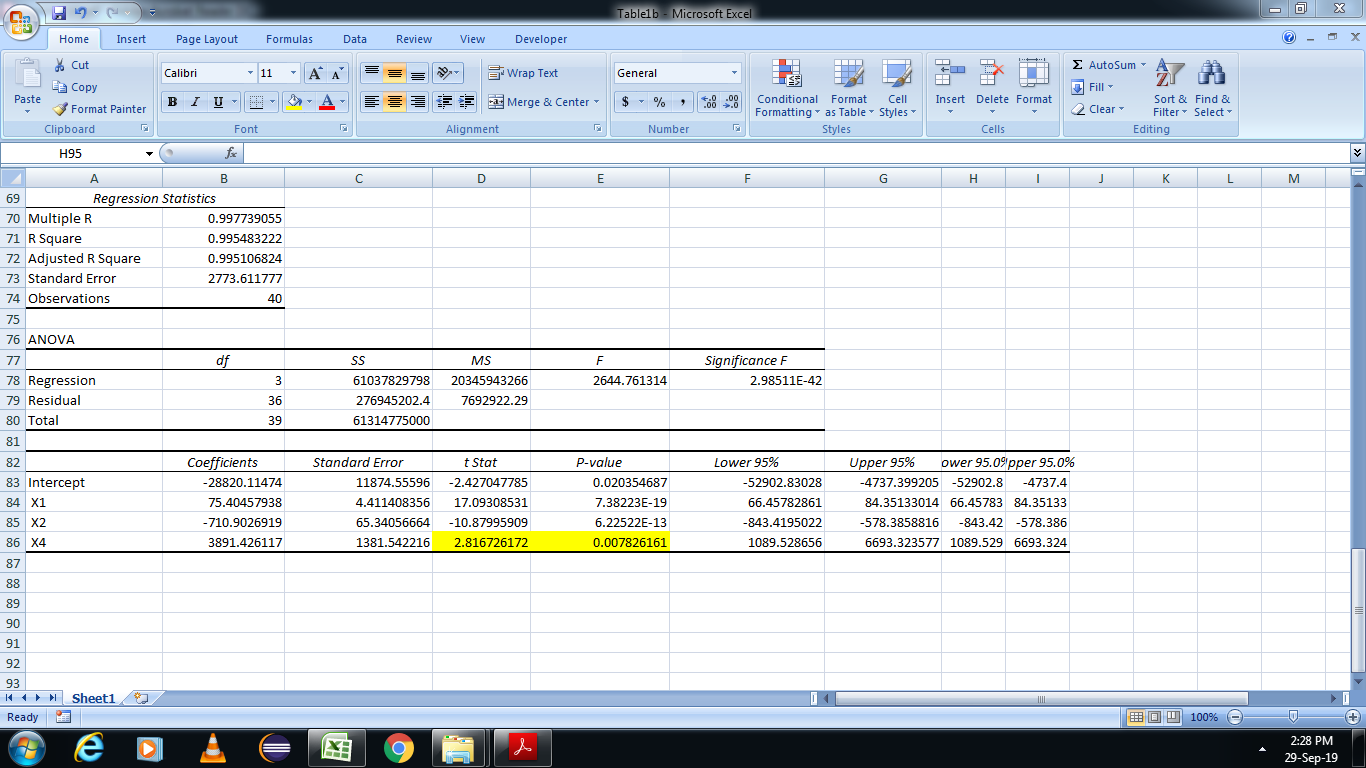 Table1b - Microsoft Excel
Home Insert Page Layout Formulas Data Review View Developer
Paste Cut Copy Format Painter
Calibri 11 A A Wrap Text General AutoSum
B I U A Merge & Center $ % , .00 .0 Conditional Formatting Format as Table Cell Styles Insert Delete Format Fill Clear Sort & Filter Find & Select
Clipboard Font Alignment Number Styles Cells Editing
H95 fx
A B C D E F G H I J K L M
69 Regression Statistics
70 Multiple R 0.997739055
71 R Square 0.995483222
72 Adjusted R Square 0.995106824
73 Standard Error 2773.611777
74 Observations 40
75
76 ANOVA
77 df SS MS F Significance F
78 Regression 3 61037829798 20345943266 2644.761314 2.98511E-42
79 Residual 36 276945202.4 7692922.29
80 Total 39 61314775000
81
82 Coefficients Standard Error t Stat P-value Lower 95% Upper 95% ower 95.0% pper 95.0%
83 Intercept -28820.11474 11874.55596 -2.427047785 0.020354687 -52902.83028 -4737.399205 -52902.8 -4737.4
84 X1 75.40457938 4.411408356 17.09308531 7.38223E-19 66.45782861 84.35133014 66.45783 84.35133
85 X2 -710.9026919 65.34056664 -10.87995909 6.22522E-13 -843.4195022 -578.3858816 -843.42 -578.386
86 X4 3891.426117 1381.542216 2.816726172 0.007826161 1089.528656 6693.323577 1089.529 6693.324
87
88
89
90
91
92
93
Sheet1
Ready 100%
2:28 PM
29-Sep-19